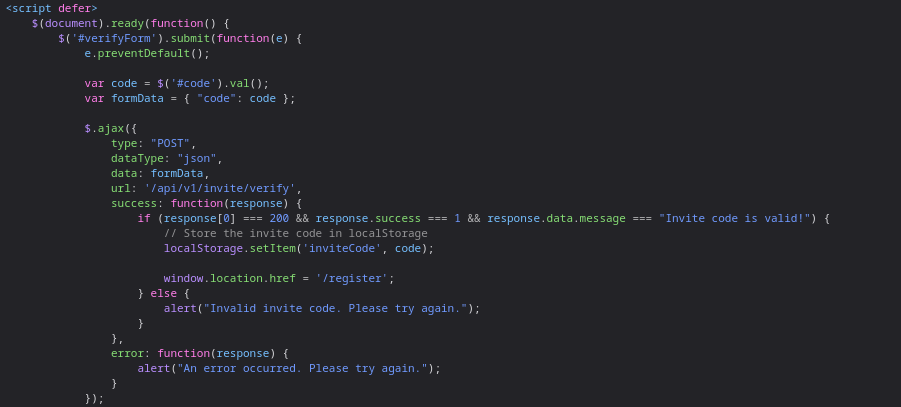 <script defer>
    $(document).ready(function() {
        $('#verifyForm').submit(function(e) {
            e.preventDefault();

            var code = $('#code').val();
            var formData = { "code": code };

            $.ajax({
                type: "POST",
                dataType: "json",
                data: formData,
                url: '/api/v1/invite/verify',
                success: function(response) {
                    if (response[0] === 200 && response.success === 1 && response.data.message === "Invite code is valid!") {
                        // Store the invite code in localStorage
                        localStorage.setItem('inviteCode', code);

                        window.location.href = '/register';
                    } else {
                        alert("Invalid invite code. Please try again.");
                    }
                },
                error: function(response) {
                    alert("An error occurred. Please try again.");
                }
            });